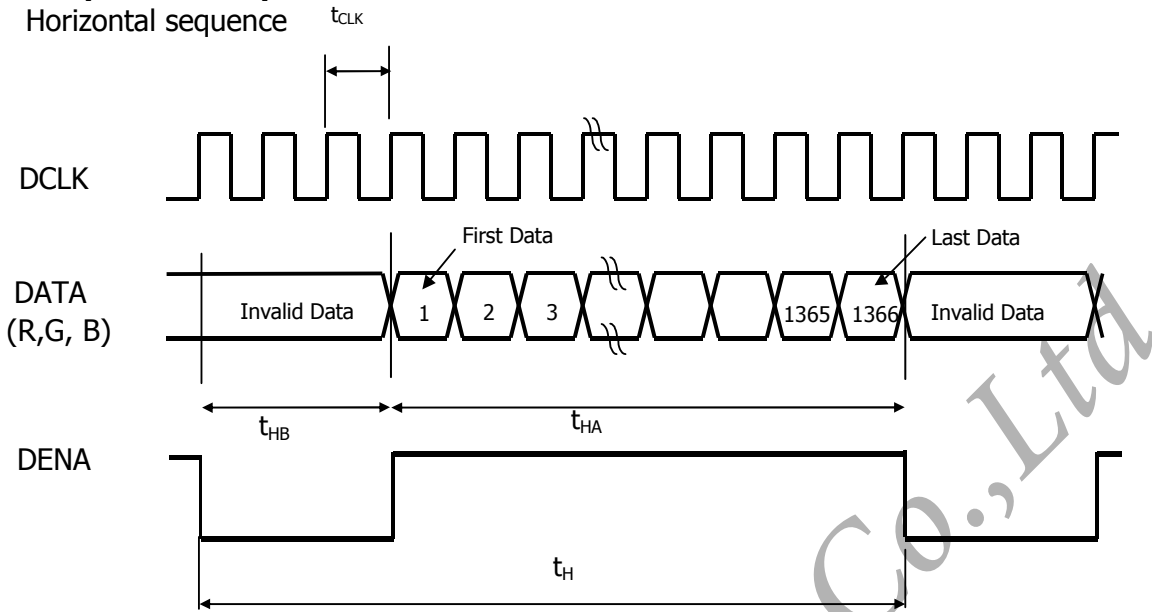 Horizontal sequence
tCLK
DCLK
First Data
Last Data
DATA
(R,G, B)
Invalid Data
1
2
3
1365
1366
Invalid Data
tHB
tHA
DENA
tH
Co.,Ltd